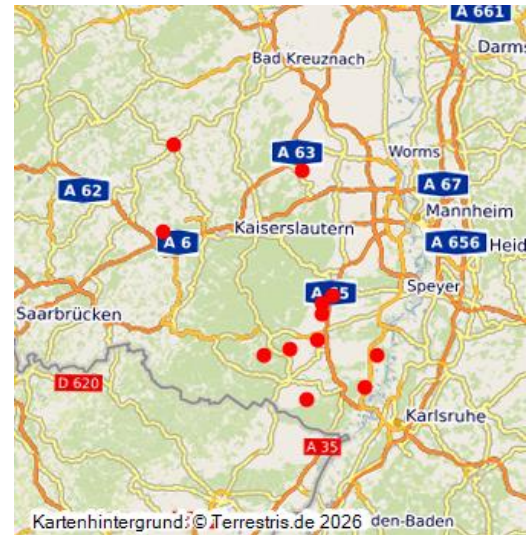 A 661
Bad Kreuznach
Darms
A 63
Worms
A 62
A 67
Mannheim
Kaiserslautern
A 6
A 656
Heid
A 65
Speyer
Saarbrücken
D 620
Karlsruhe
A 35
Kartenhintergrund: © Terrestris.de 2026
den-Baden